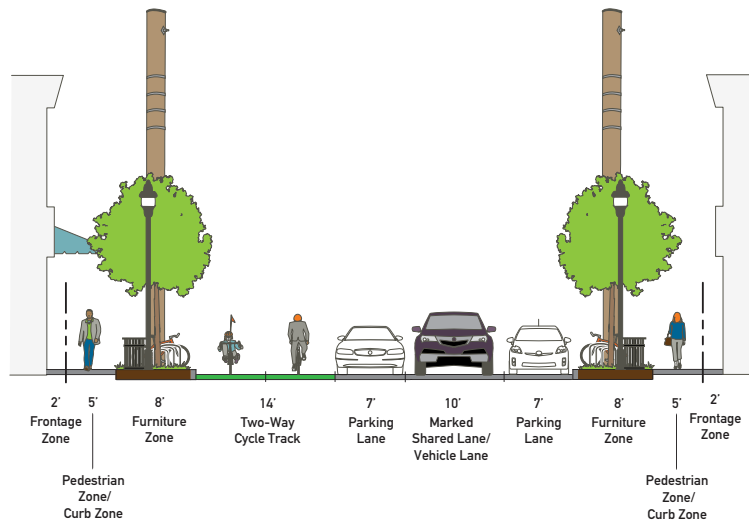 2'
Frontage
Zone
5'
Pedestrian
Zone/
Curb Zone
8'
Furniture
Zone
14'
Two-Way
Cycle Track
7'
Parking
Lane
10'
Marked
Shared Lane/
Vehicle Lane
7'
Parking
Lane
8'
Furniture
Zone
5'
Pedestrian
Zone/
Curb Zone
2'
Frontage
Zone